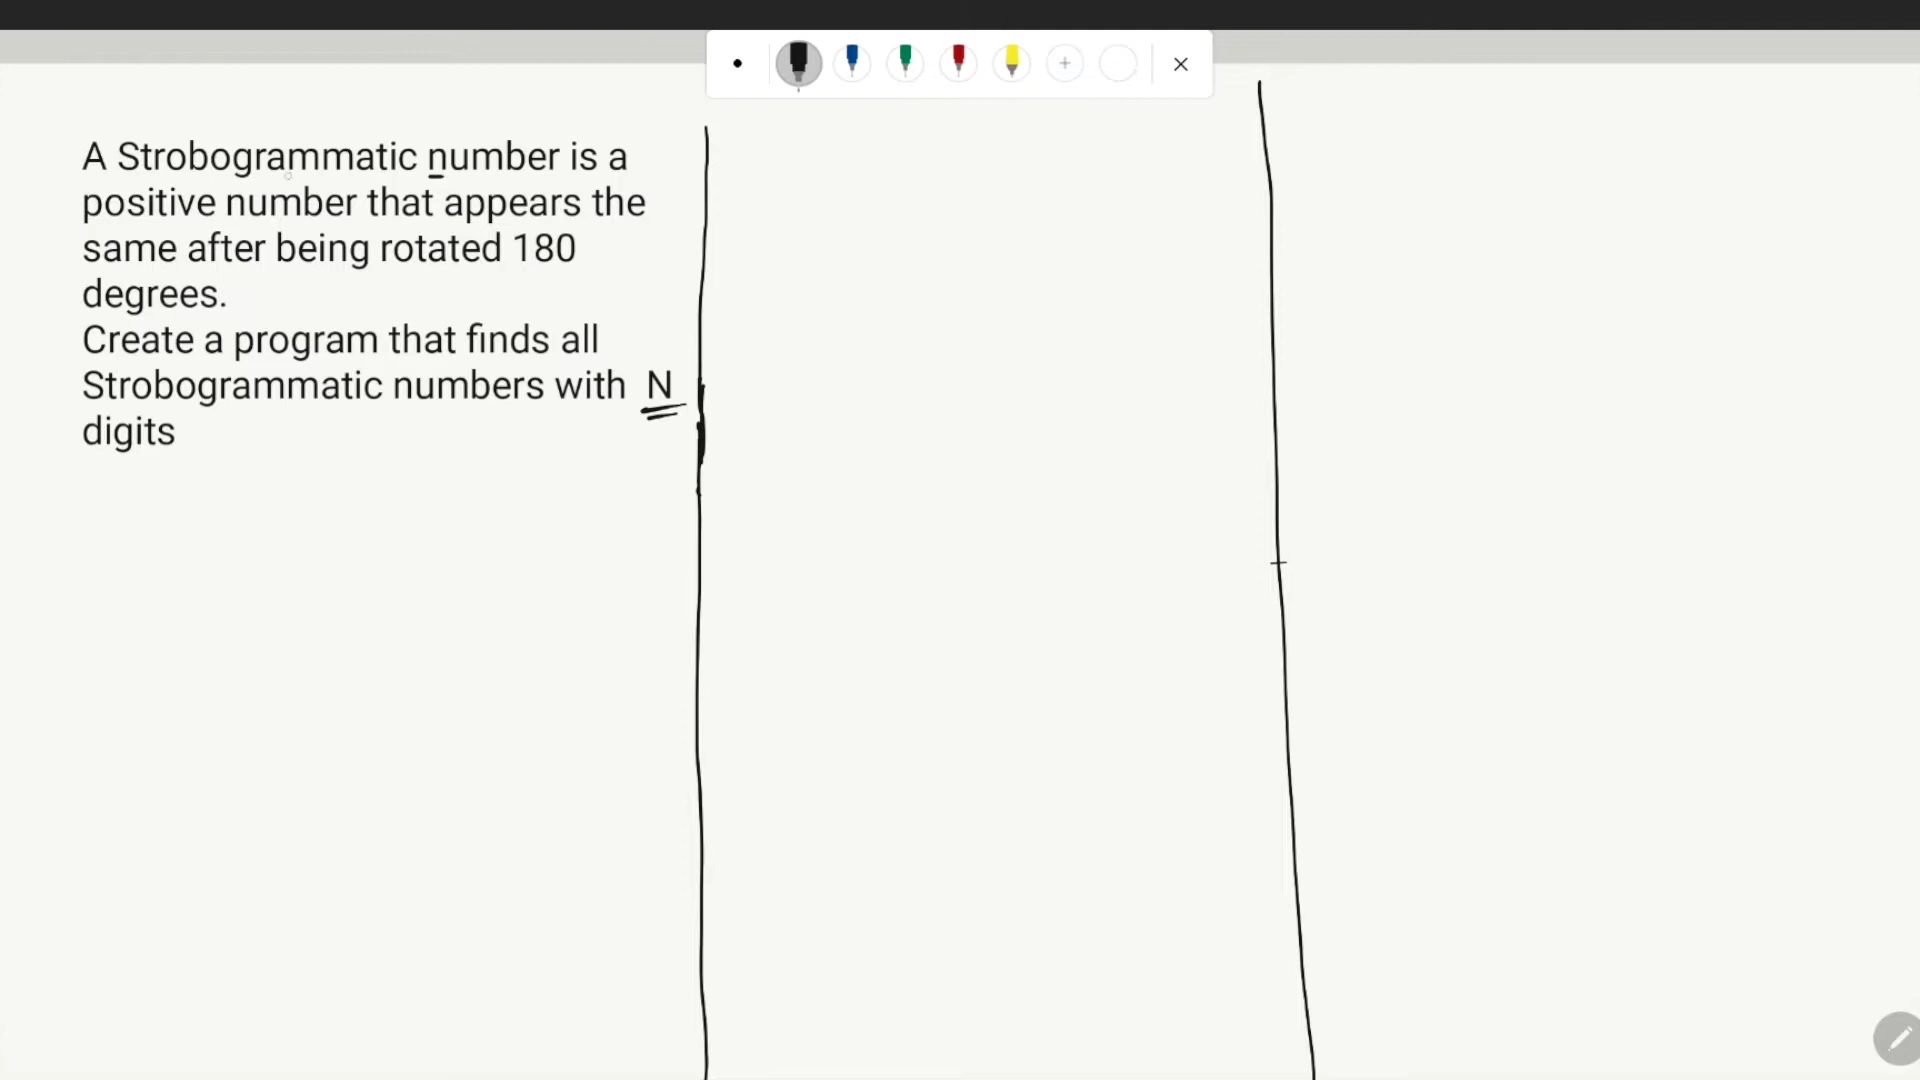 A Strobogrammatic number is a
positive number that appears the
same after being rotated 180
degrees.
Create a program that finds all
Strobogrammatic numbers with N
digits